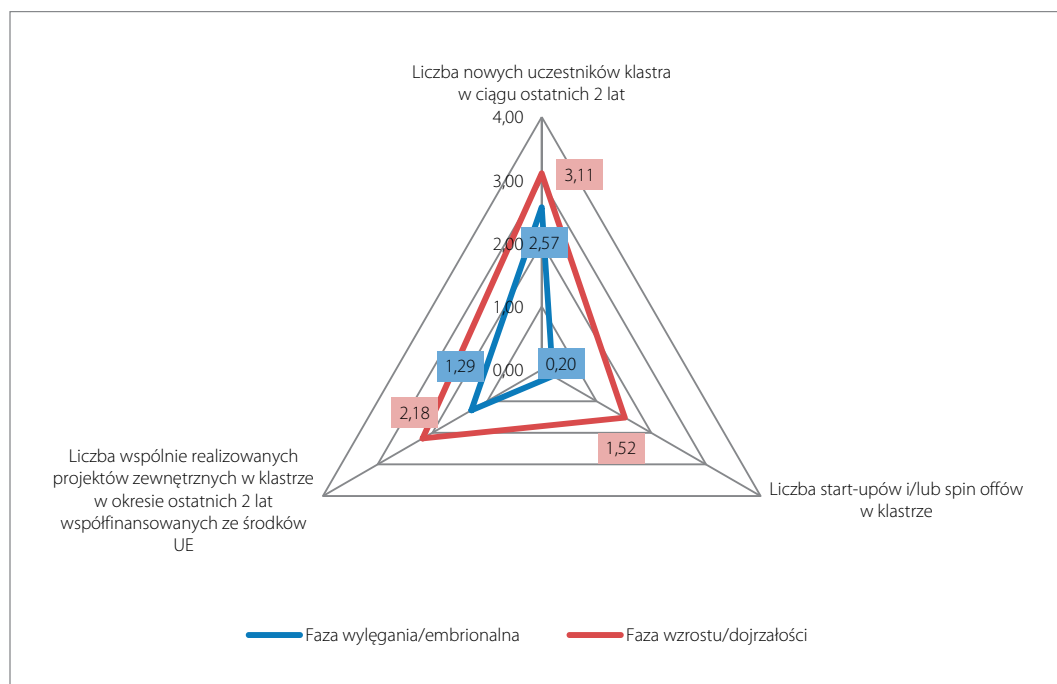 Liczba nowych uczestników klastra
w ciągu ostatnich 2 lat
4,00
3,00
2,00
1,00
0,00
3,11
2,57
0,20
1,29
2,18
1,52
Liczba wspólnie realizowanych
projektów zewnętrznych w klastrze
w okresie ostatnich 2 lat
współfinansowanych ze środków
UE
Liczba start-upów i/lub spin offów
w klastrze
Faza wylęgania/embrionalna
Faza wzrostu/dojrzałości